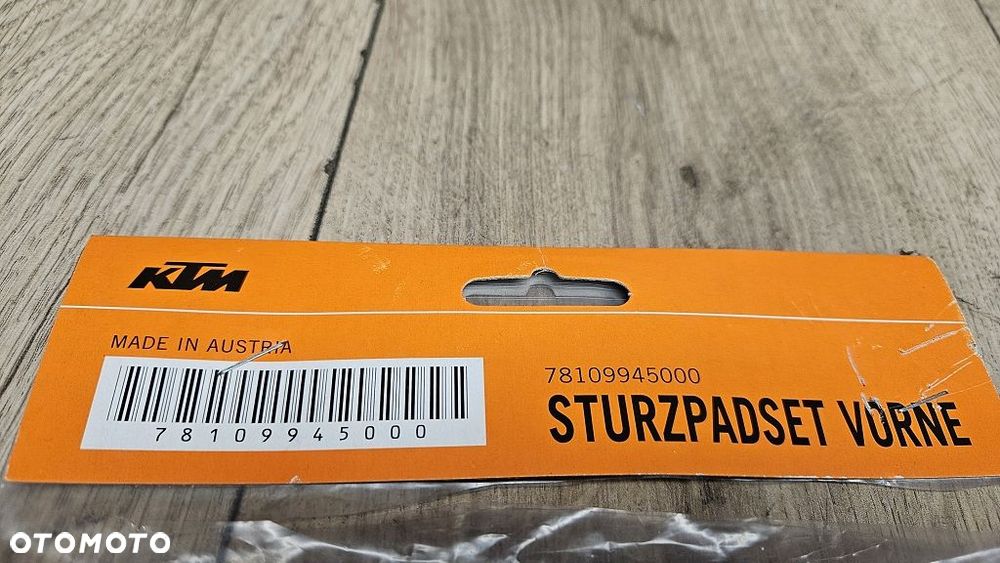 KTM
MADE IN AUSTRIA
78109945000
78109945000
STURZPADSET VORNE
OTOMOTO